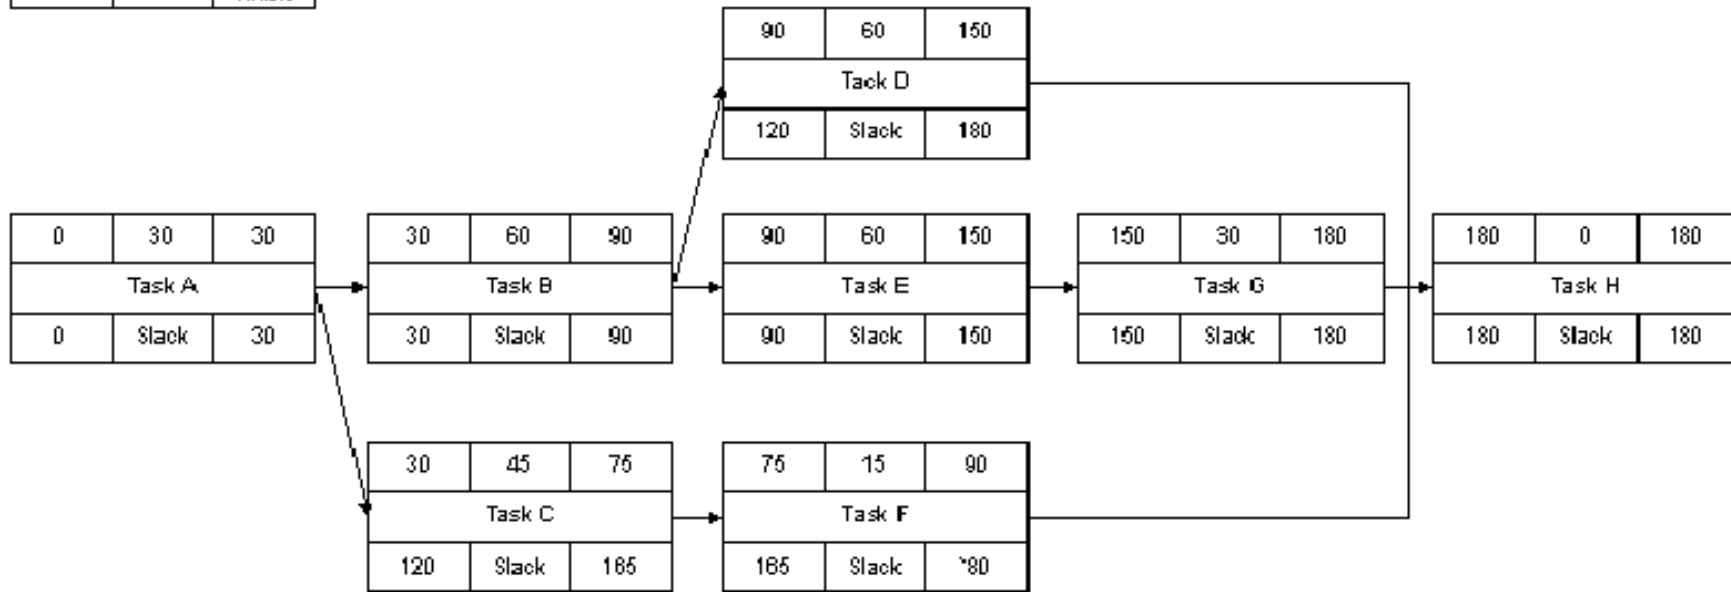 90 60 150
Tack D
120 Slack 180
0 30 30 30 60 90 90 60 150 150 30 180 180 0 180
Task A Task B Task E Task G Task H
0 Slack 30 30 Slack 90 90 Slack 150 150 Slack 180 180 Slack 180
30 45 75 75 15 90
Task C Task F
120 Slack 165 165 Slack